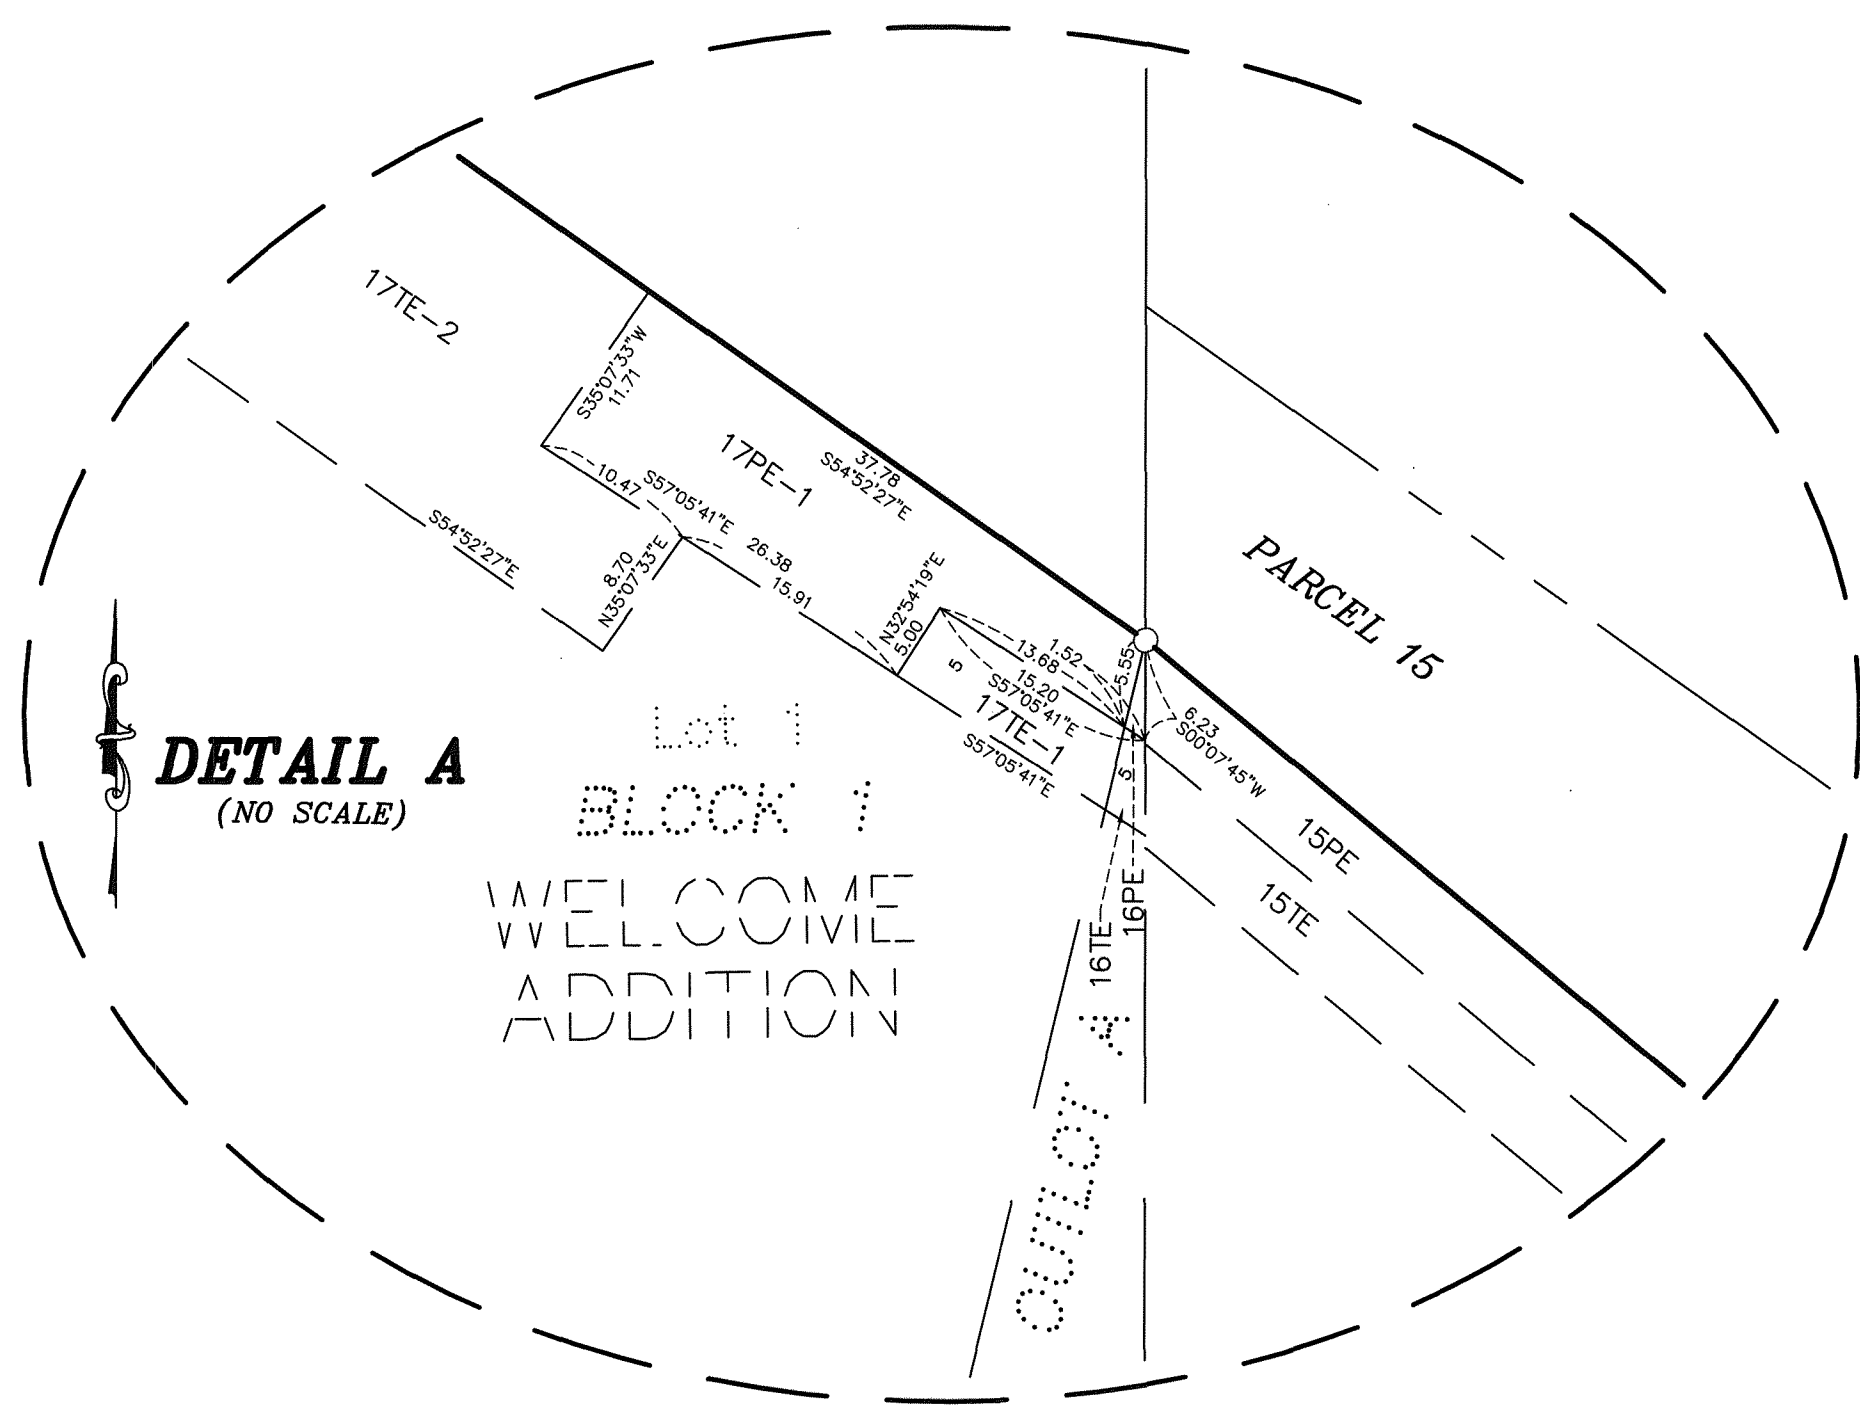 17TE-2
S35°07'33"W
11.71
17PE-1
37.78
S54°52'27"E
10.47
S57°05'41"E
26.38
15.91
S54°52'27"E
8.70
N35°07'33"E
N32°54'19"E
5.00
5
1.52
13.68
15.20
S57°05'41"E
17TE-1
S57°05'41"E
5.55
6.23
S00°07'45"W
5
PARCEL 15
15PE
15TE
16PE
16TE
DETAIL A
(NO SCALE)
Lot 1
BLOCK 1
WELCOME
ADDITION
OUTLOT A